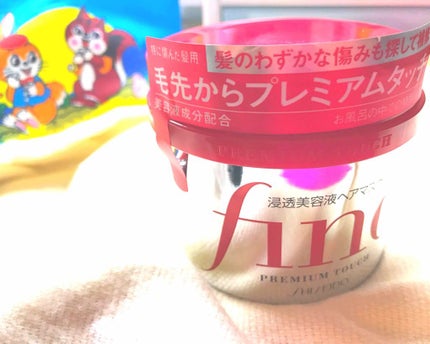 特に傷んだ髪用
髪のわずかな傷みも探して補修
毛先からプレミアムタッチ
美容液成分配合
お風呂の中で
PREMIUM TOUCH
浸透美容液ヘアマ
fino
PREMIUM TOUCH
SHISEIDO